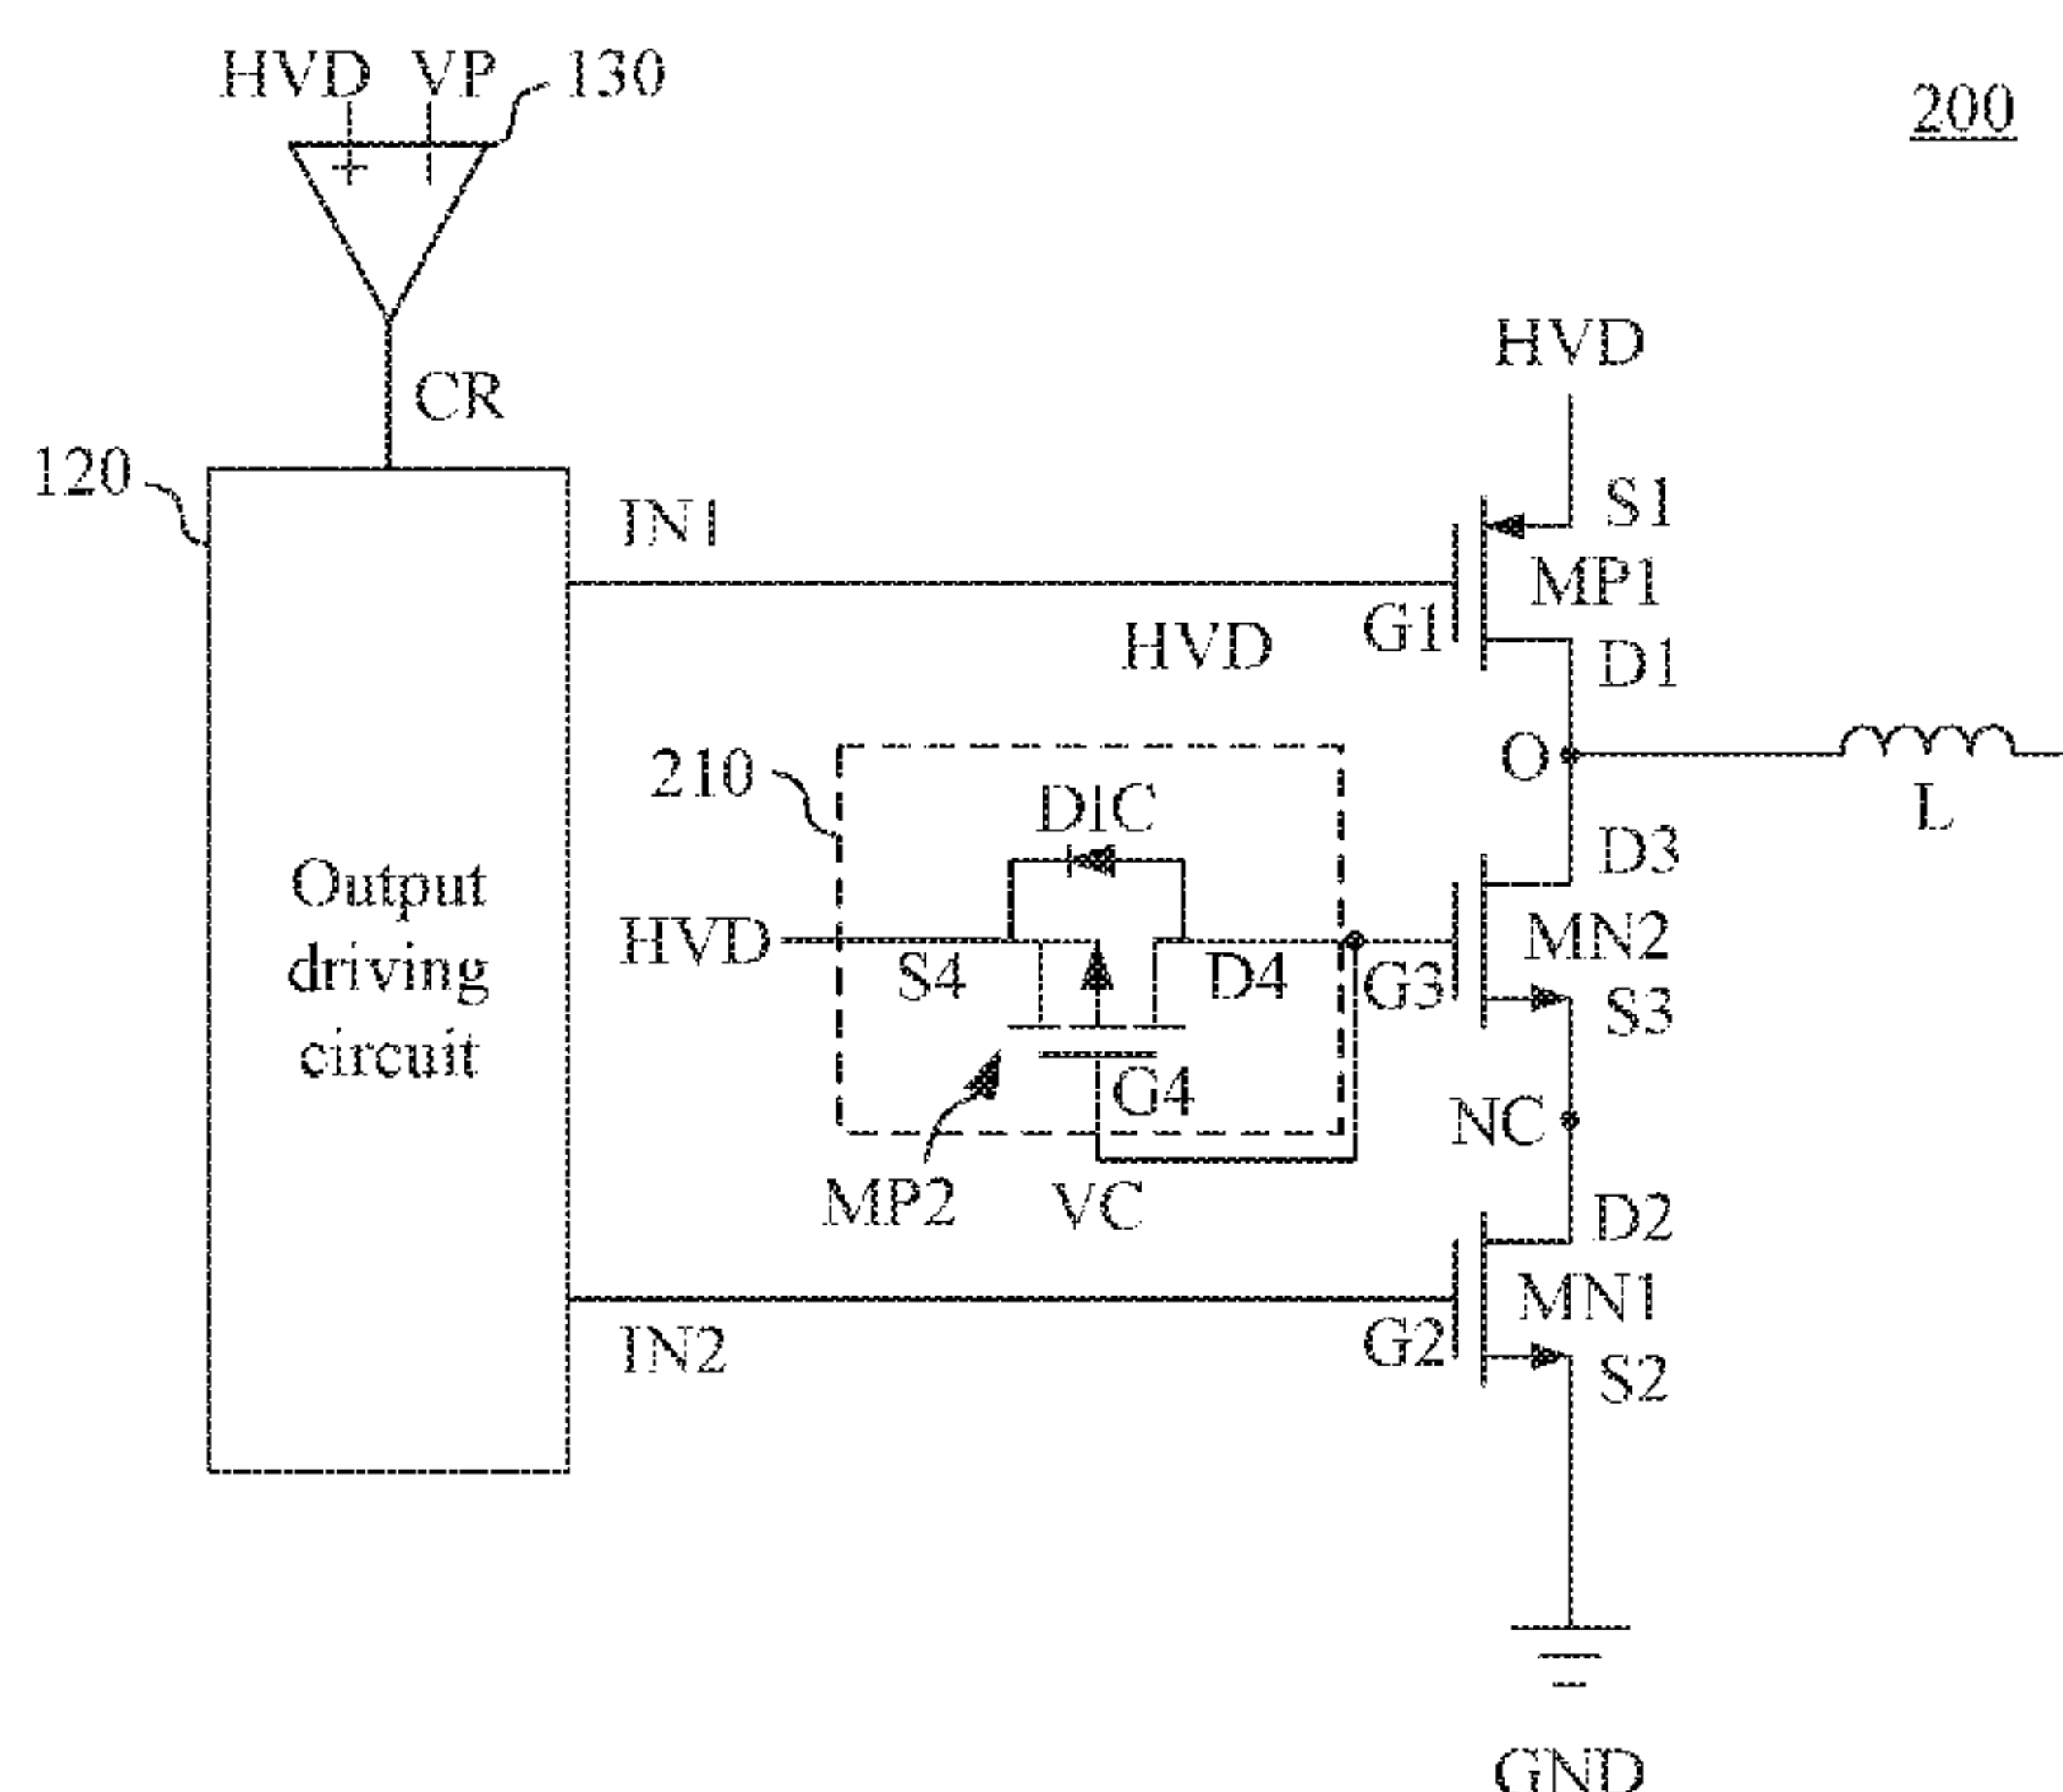 HVD VP 130
200
CR
HVD
120
IN1
S1
MP1
G1
D1
HVD
210
DIC
O
L
D3
HVD
S4
D4
G3
MN2
S3
Output
driving
circuit
G4
NC
MP2
VC
D2
MN1
IN2
G2
S2
GND